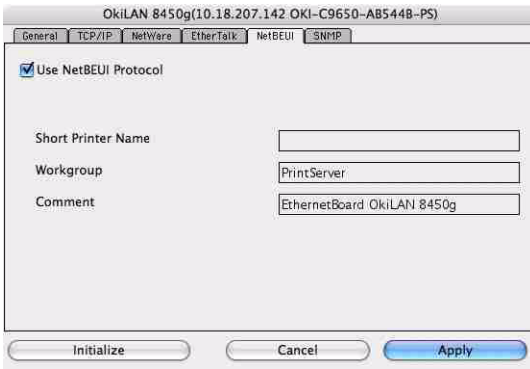 OkiLAN 8450g(10.18.207.142 OKI-C9650-AB544B-PS)
General TCP/IP NetWare EtherTalk NetBEUI SNMP
Use NetBEUI Protocol
Short Printer Name
Workgroup PrintServer
Comment EthernetBoard OkiLAN 8450g
Initialize Cancel Apply